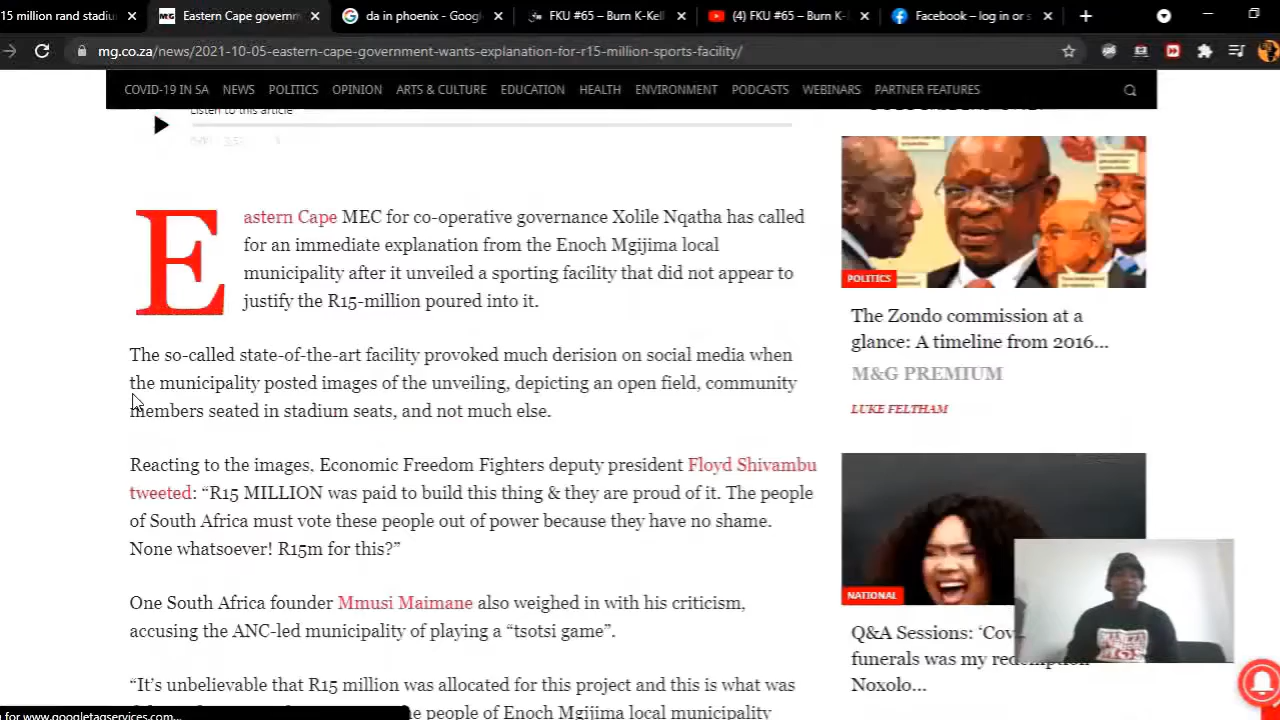 15 million rand stadiu
Eastern Cape governm
da in phoenix - Goog
FKU #65 – Burn K-Kell
(4) FKU #65 – Burn K-
Facebook – log in or s
mg.co.za/news/2021-10-05-eastern-cape-government-wants-explanation-for-r15-million-sports-facility/
COVID-19 IN SA NEWS POLITICS OPINION ARTS & CULTURE EDUCATION HEALTH ENVIRONMENT PODCASTS WEBINARS PARTNER FEATURES
Listen to this article
Eastern Cape MEC for co-operative governance Xolile Nqatha has called
for an immediate explanation from the Enoch Mgijima local
municipality after it unveiled a sporting facility that did not appear to
justify the R15-million poured into it.
The so-called state-of-the-art facility provoked much derision on social media when
the municipality posted images of the unveiling, depicting an open field, community
members seated in stadium seats, and not much else.
Reacting to the images, Economic Freedom Fighters deputy president Floyd Shivambu
tweeted: “R15 MILLION was paid to build this thing & they are proud of it. The people
of South Africa must vote these people out of power because they have no shame.
None whatsoever! R15m for this?”
One South Africa founder Mmusi Maimane also weighed in with his criticism,
accusing the ANC-led municipality of playing a “tsotsi game”.
“It’s unbelievable that R15 million was allocated for this project and this is what was
the people of Enoch Mgijima local municipality
POLITICS
The Zondo commission at a
glance: A timeline from 2016...
M&G PREMIUM
LUKE FELTHAM
NATIONAL
Q&A Sessions: ‘Cov
funerals was my redemption
Noxolo...
for www.googletagservices.com...